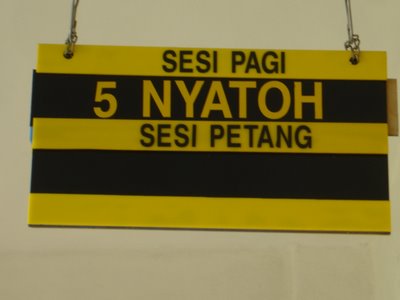 SESI PAGI
5 NYATOH
SESI PETANG